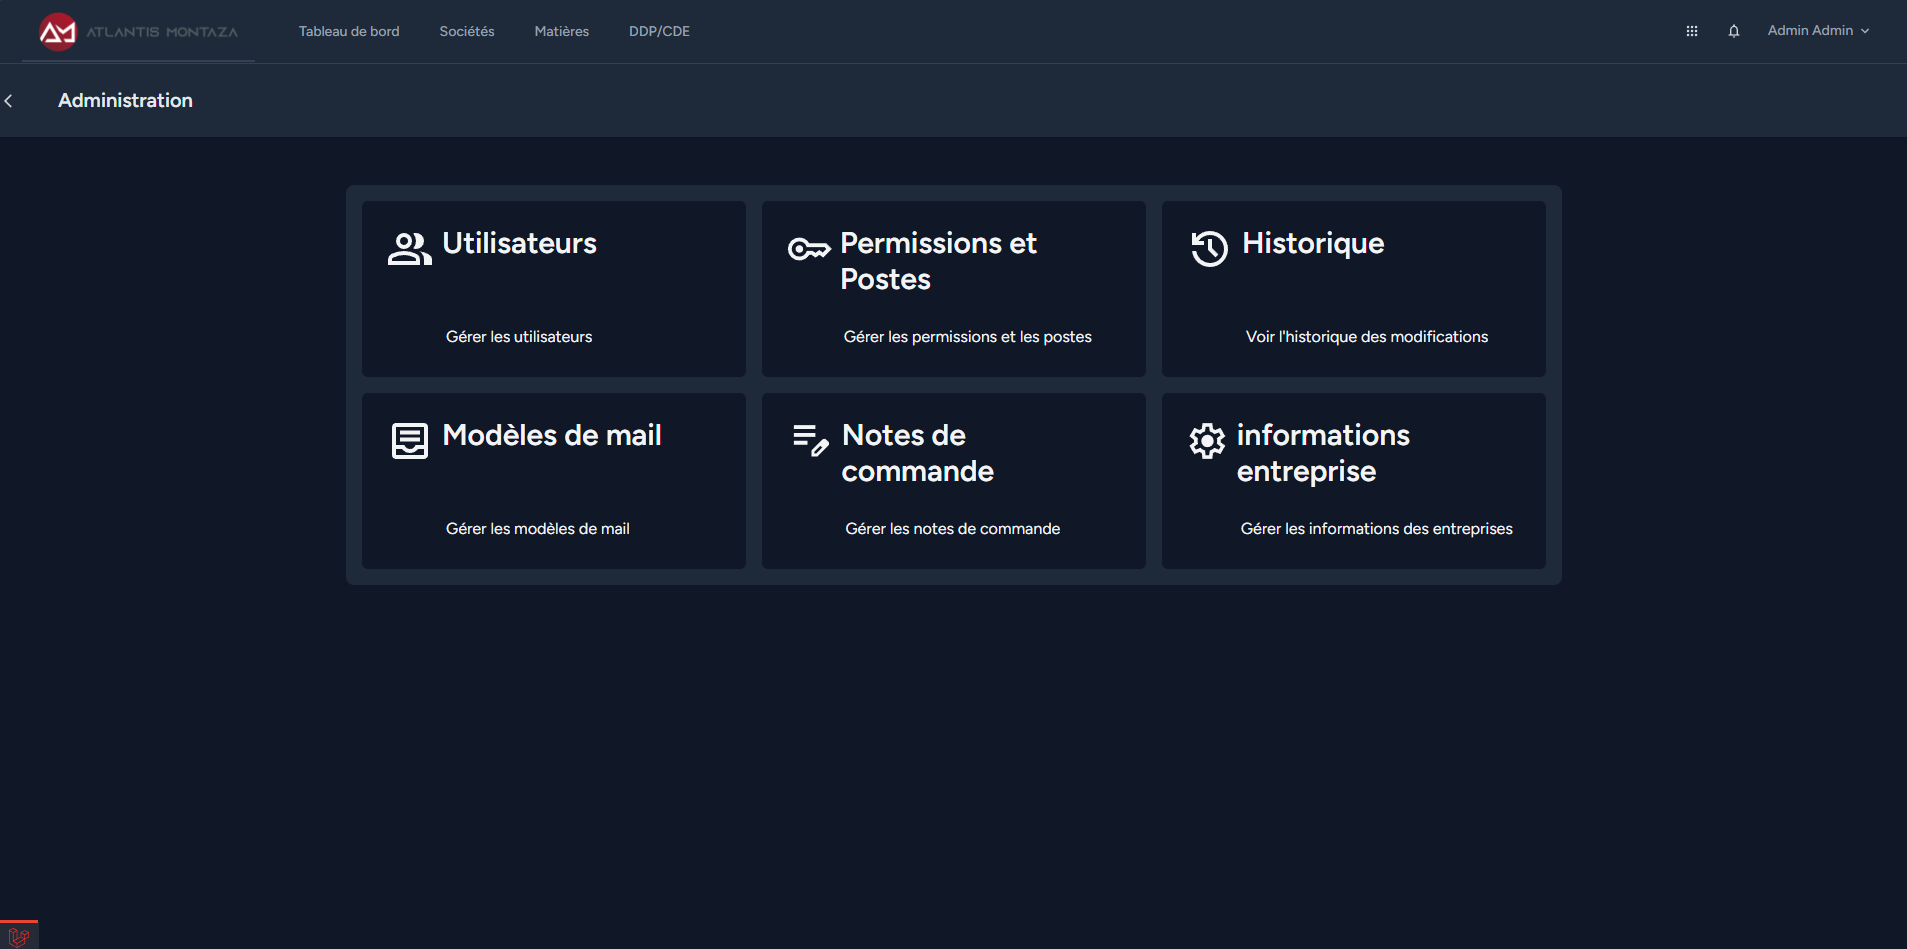 ATLANTIS MONTAZA
Tableau de bord
Sociétés
Matières
DDP/CDE
Admin Admin
Administration
Utilisateurs
Gérer les utilisateurs
Permissions et
Postes
Gérer les permissions et les postes
Historique
Voir l'historique des modifications
Modèles de mail
Gérer les modèles de mail
Notes de
commande
Gérer les notes de commande
informations
entreprise
Gérer les informations des entreprises